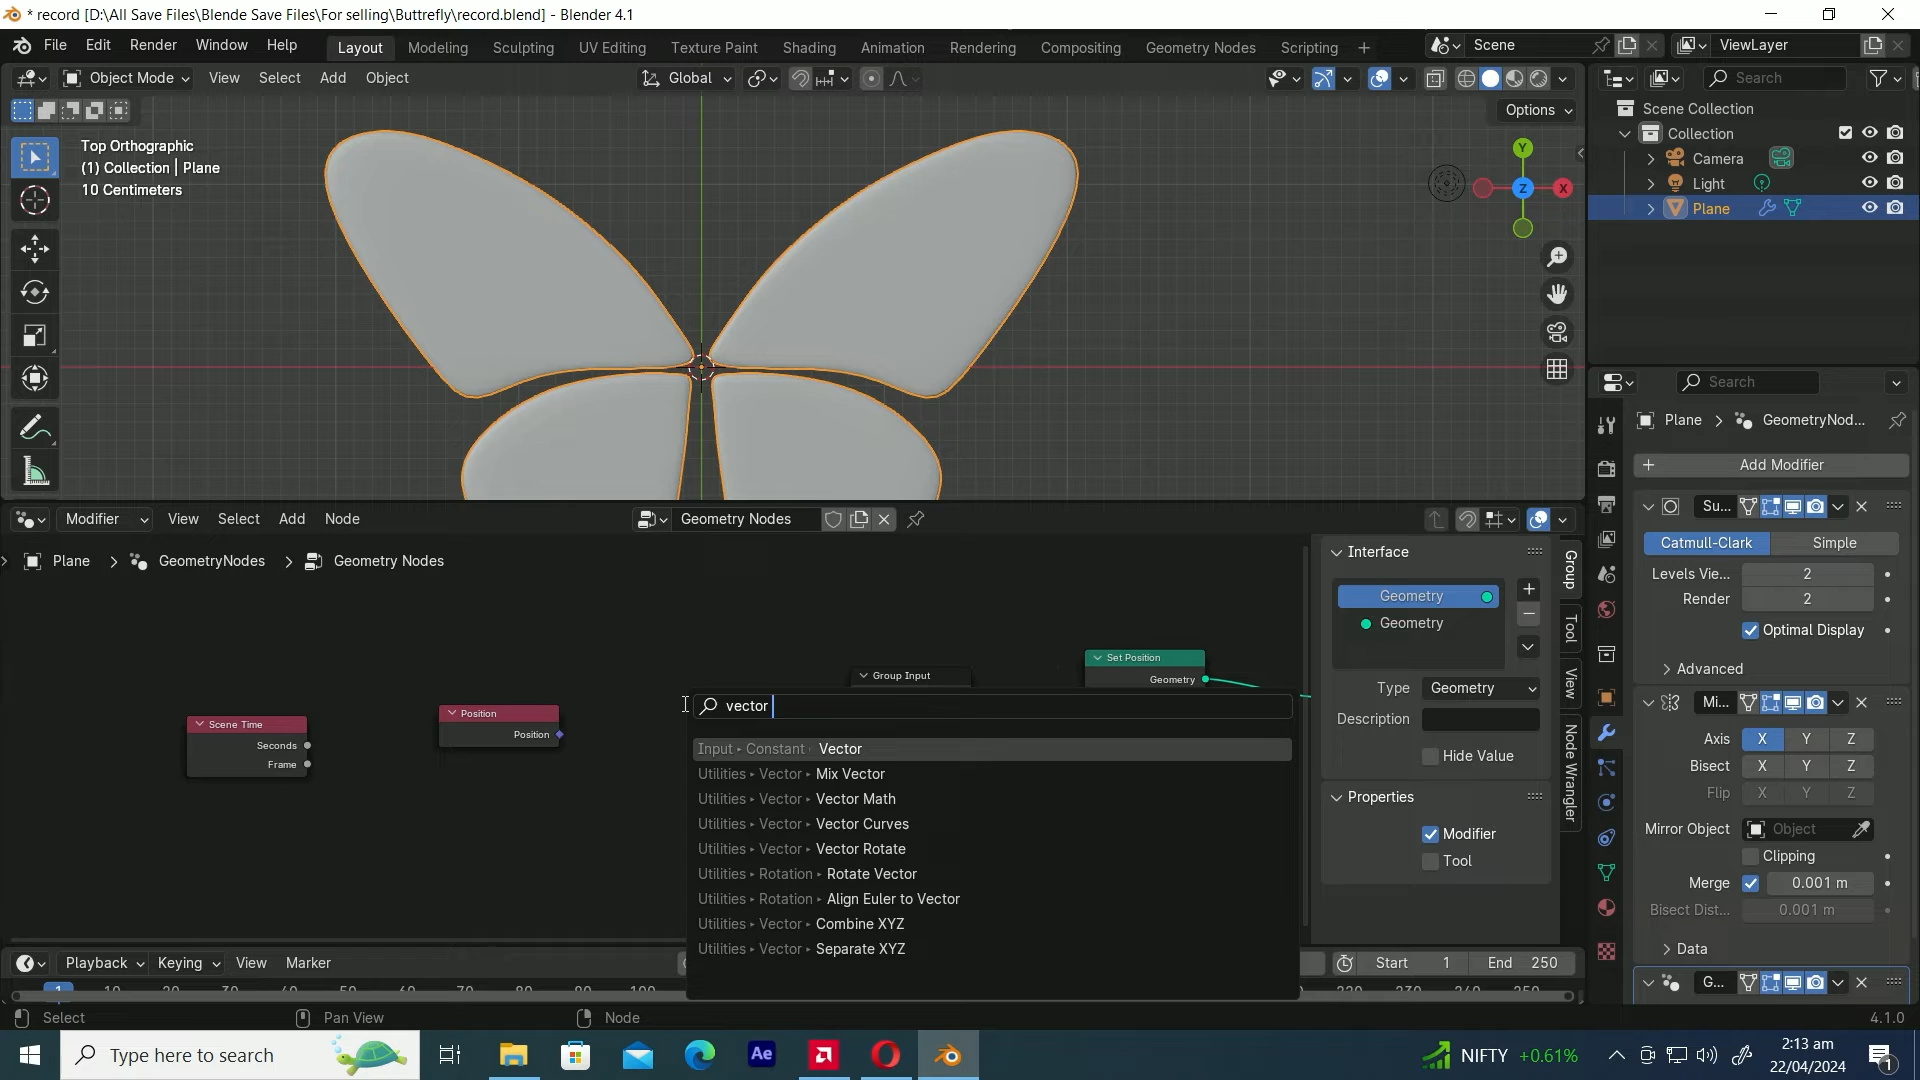 * record [D:\All Save Files\Blende Save Files\For selling\Buttrefly\record.blend] - Blender 4.1
File Edit Render Window Help Layout Modeling Sculpting UV Editing Texture Paint Shading Animation Rendering Compositing Geometry Nodes Scripting + Scene ViewLayer
Object Mode View Select Add Object Global Search
Options
Scene Collection
Collection
Camera
Light
Plane
Top Orthographic
(1) Collection | Plane
10 Centimeters
Y
Z
X
Search
Plane > GeometryNod...
+ Add Modifier
Su...
Catmull-Clark Simple
Levels Vie... 2
Render 2
Optimal Display
Advanced
Mi...
Axis X Y Z
Bisect X Y Z
Flip X Y Z
Mirror Object Object
Clipping
Merge 0.001 m
Bisect Dist... 0.001 m
Data
G...
Modifier View Select Add Node Geometry Nodes
Plane > GeometryNodes > Geometry Nodes
Scene Time
Seconds
Frame
Position
Position
Group Input
Set Position
Geometry
vector
Input ▸ Constant ▸ Vector
Utilities ▸ Vector ▸ Mix Vector
Utilities ▸ Vector ▸ Vector Math
Utilities ▸ Vector ▸ Vector Curves
Utilities ▸ Vector ▸ Vector Rotate
Utilities ▸ Rotation ▸ Rotate Vector
Utilities ▸ Rotation ▸ Align Euler to Vector
Utilities ▸ Vector ▸ Combine XYZ
Utilities ▸ Vector ▸ Separate XYZ
Interface
Geometry
Geometry
Type Geometry
Description
Hide Value
Properties
Modifier
Tool
Group
Tool
View
Node Wrangler
Playback Keying View Marker Start 1 End 250
1
Select Pan View Node 4.1.0
Type here to search Ae NIFTY +0.61% 2:13 am
22/04/2024
1